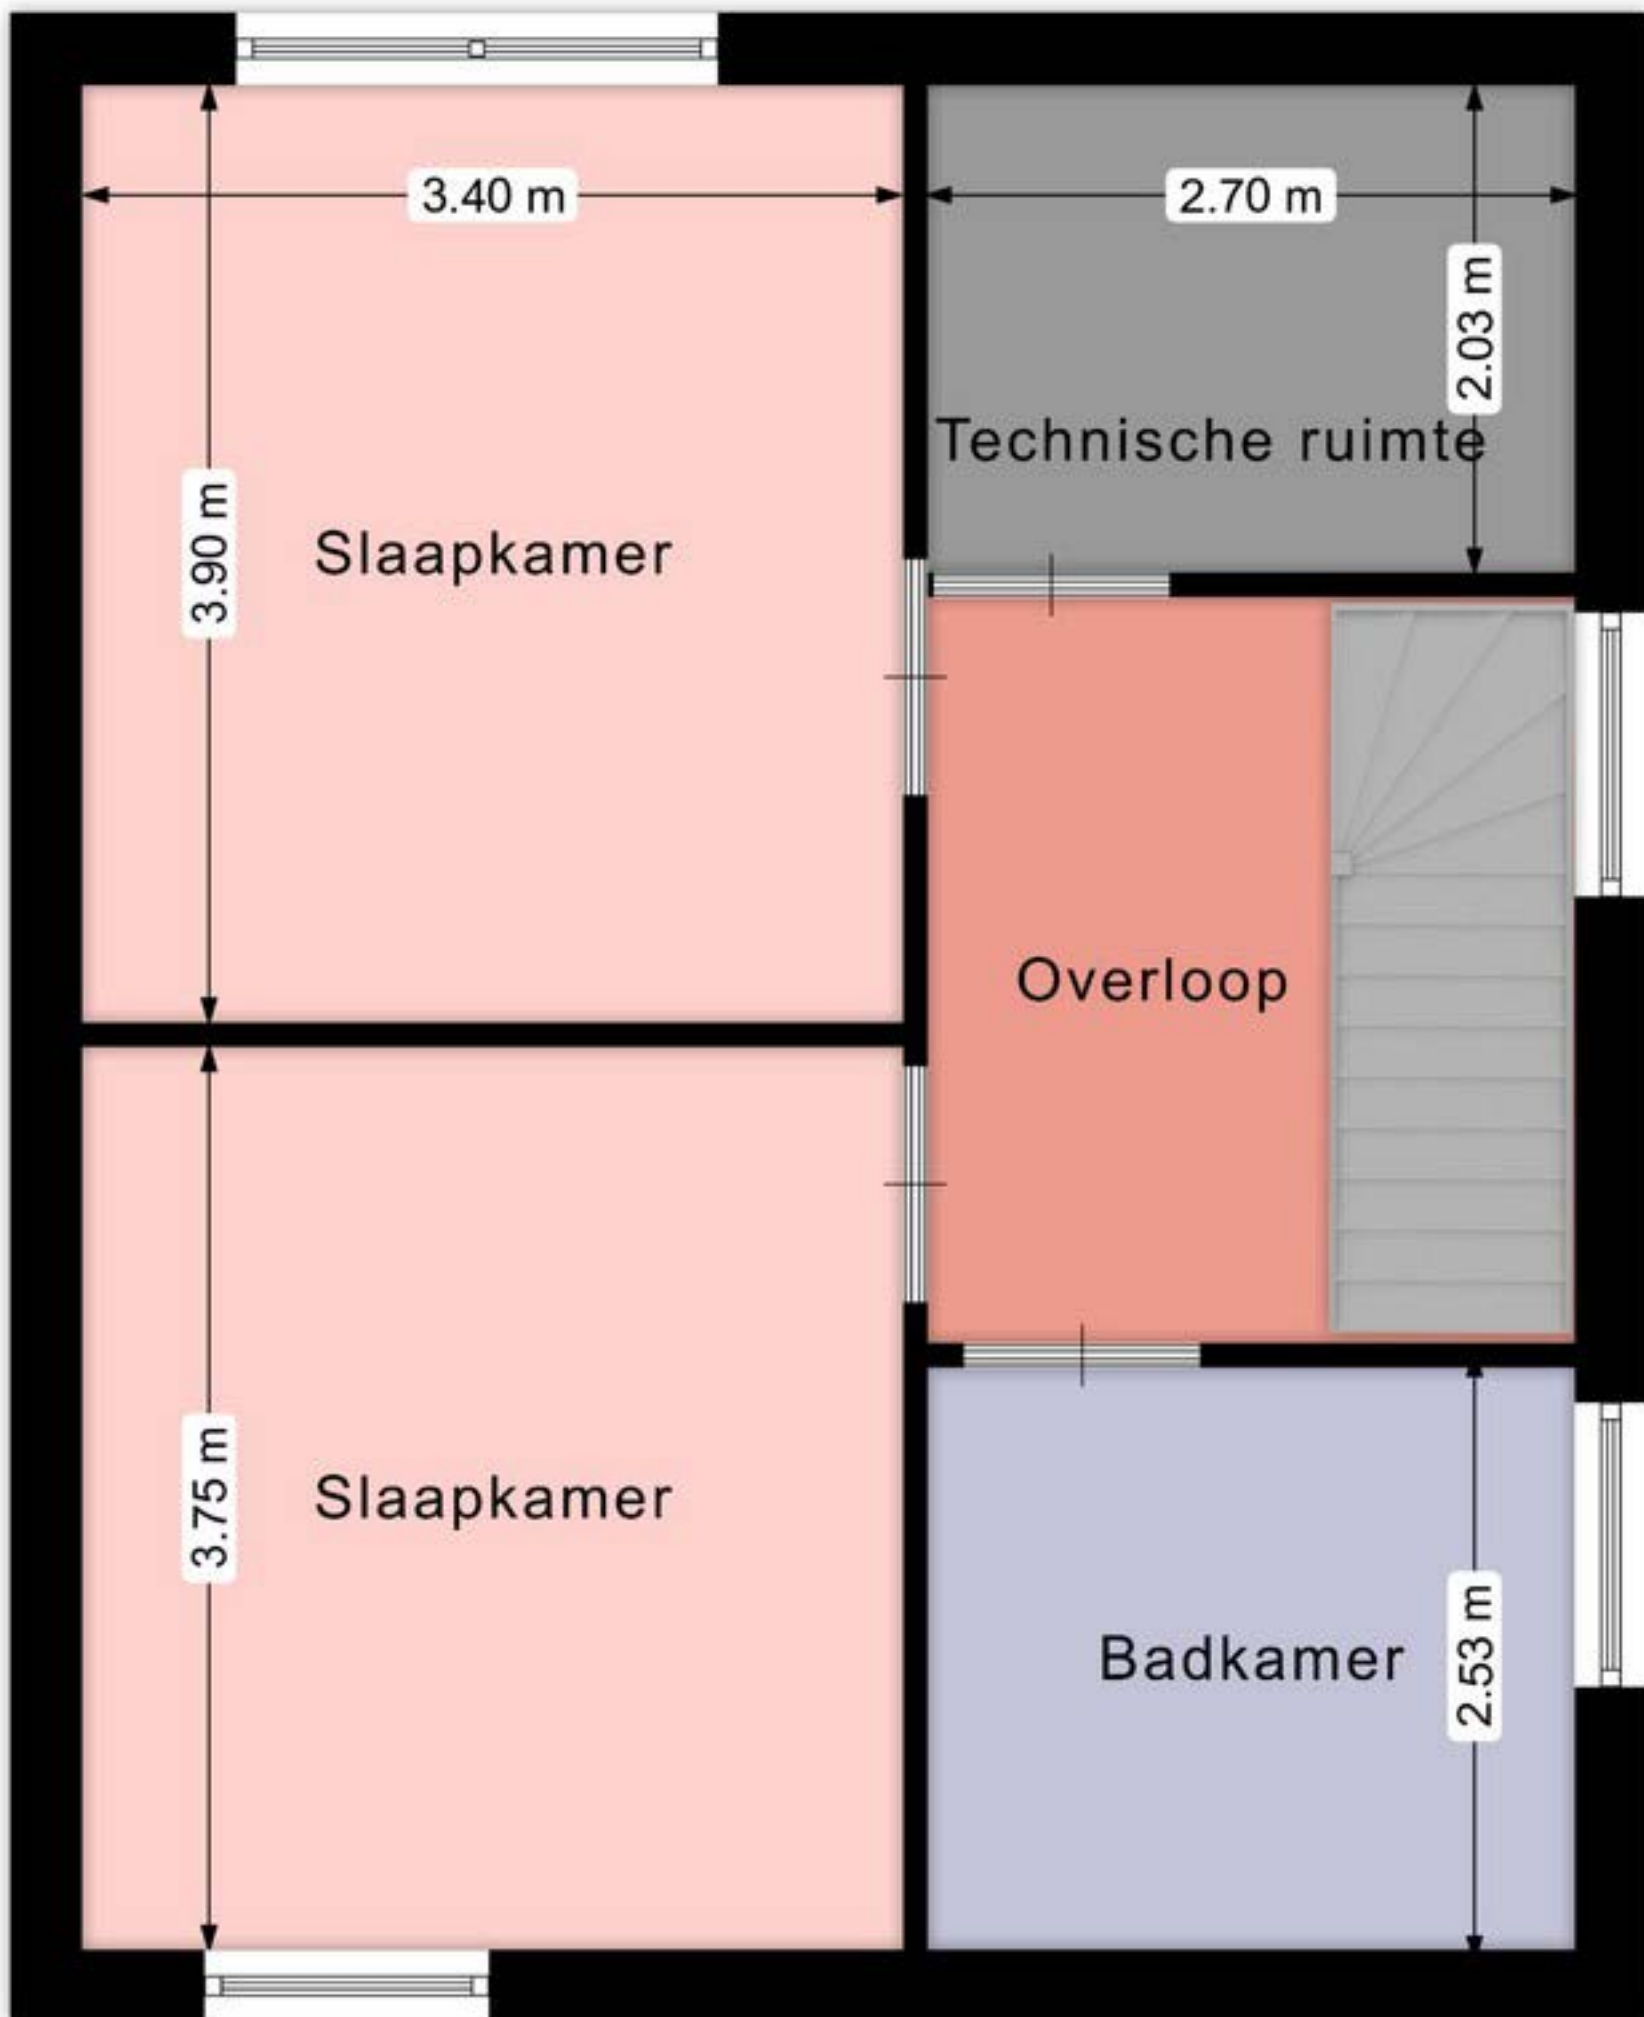 3.40 m
2.70 m
2.03 m
Technische ruimte
3.90 m
Slaapkamer
Overloop
3.75 m
Slaapkamer
Badkamer
2.53 m